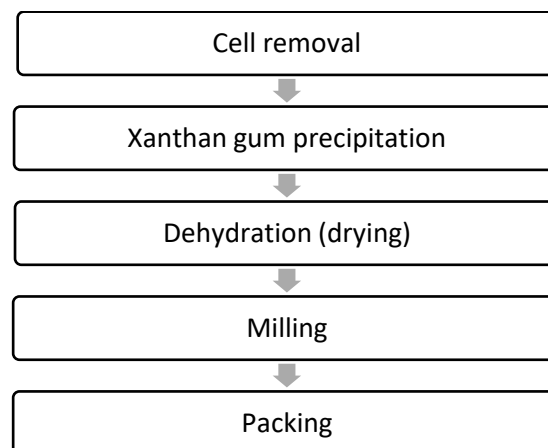 Cell removal
Xanthan gum precipitation
Dehydration (drying)
Milling
Packing